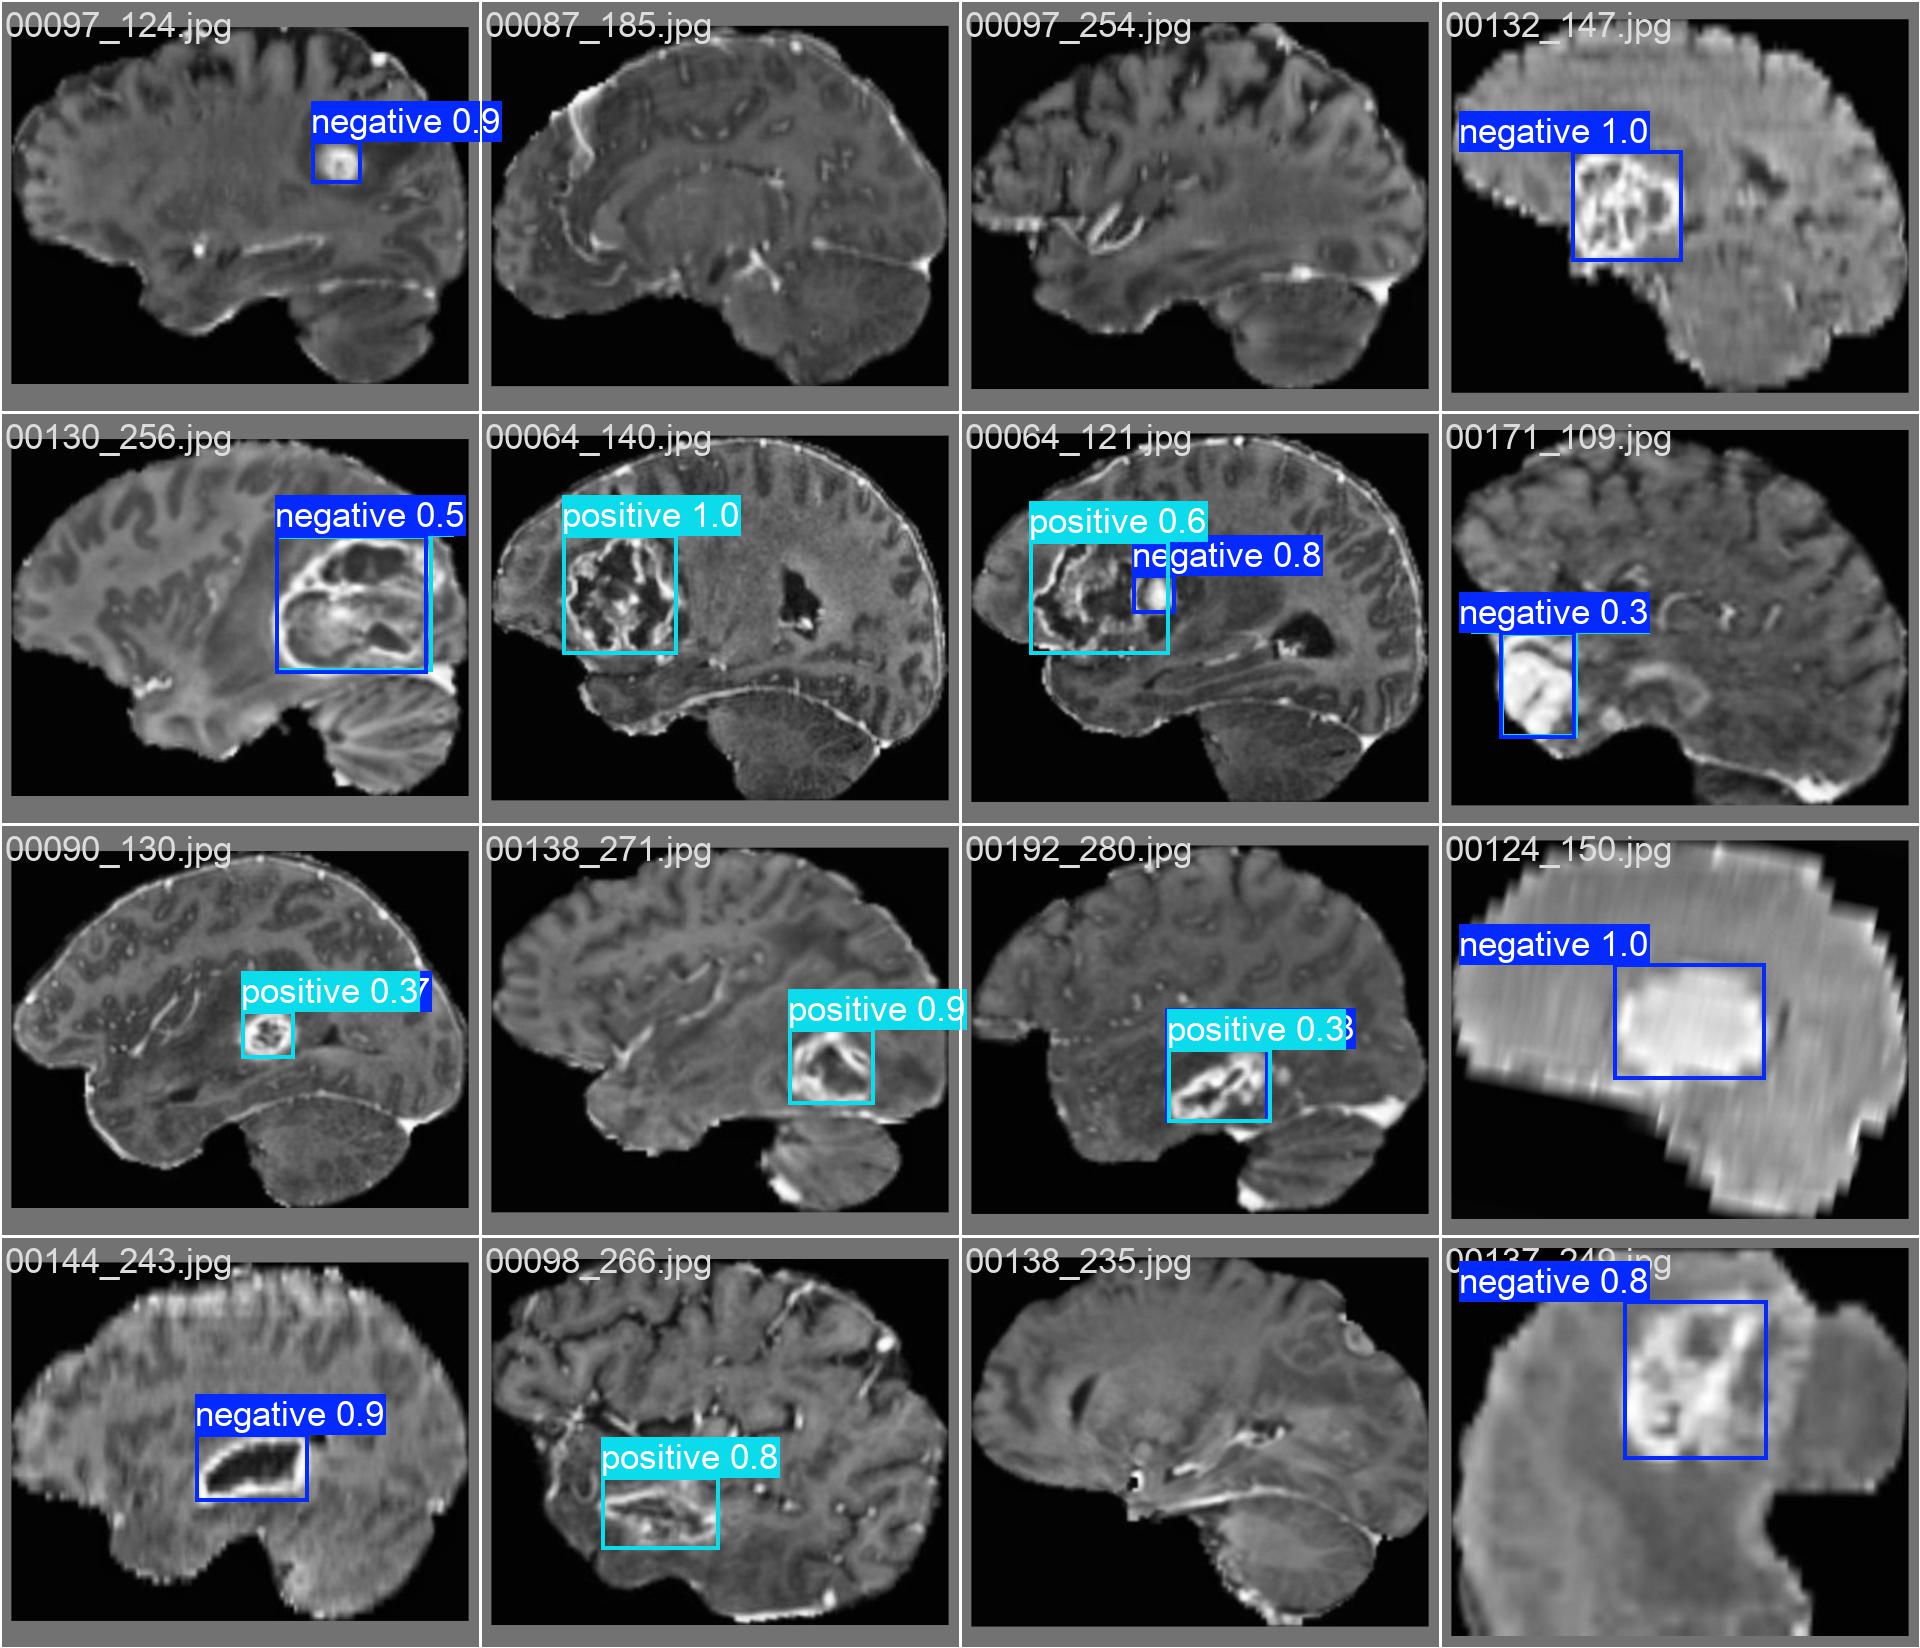 00097_124.jpg
negative 0.9
00087_185.jpg
00097_254.jpg
00132_147.jpg
negative 1.0
00130_256.jpg
negative 0.5
00064_140.jpg
positive 1.0
00064_121.jpg
positive 0.6
negative 0.8
00171_109.jpg
negative 0.3
00090_130.jpg
positive 0.3
00138_271.jpg
positive 0.9
00192_280.jpg
positive 0.3
00124_150.jpg
negative 1.0
00144_243.jpg
negative 0.9
00098_266.jpg
positive 0.8
00138_235.jpg
00137_249.jpg
negative 0.8